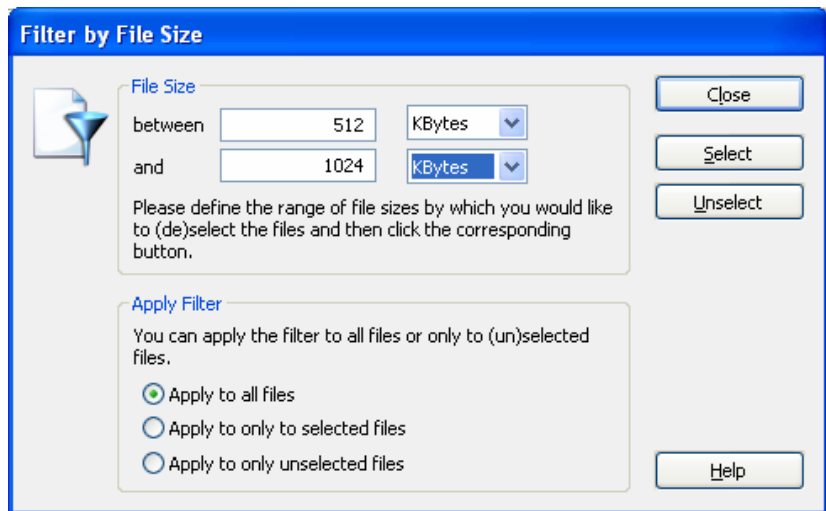 Filter by File Size
File Size
between 512 KBytes
and 1024 KBytes
Please define the range of file sizes by which you would like
to (de)select the files and then click the corresponding
button.
Close
Select
Unselect
Apply Filter
You can apply the filter to all files or only to (un)selected
files.
Apply to all files
Apply to only to selected files
Apply to only unselected files
Help